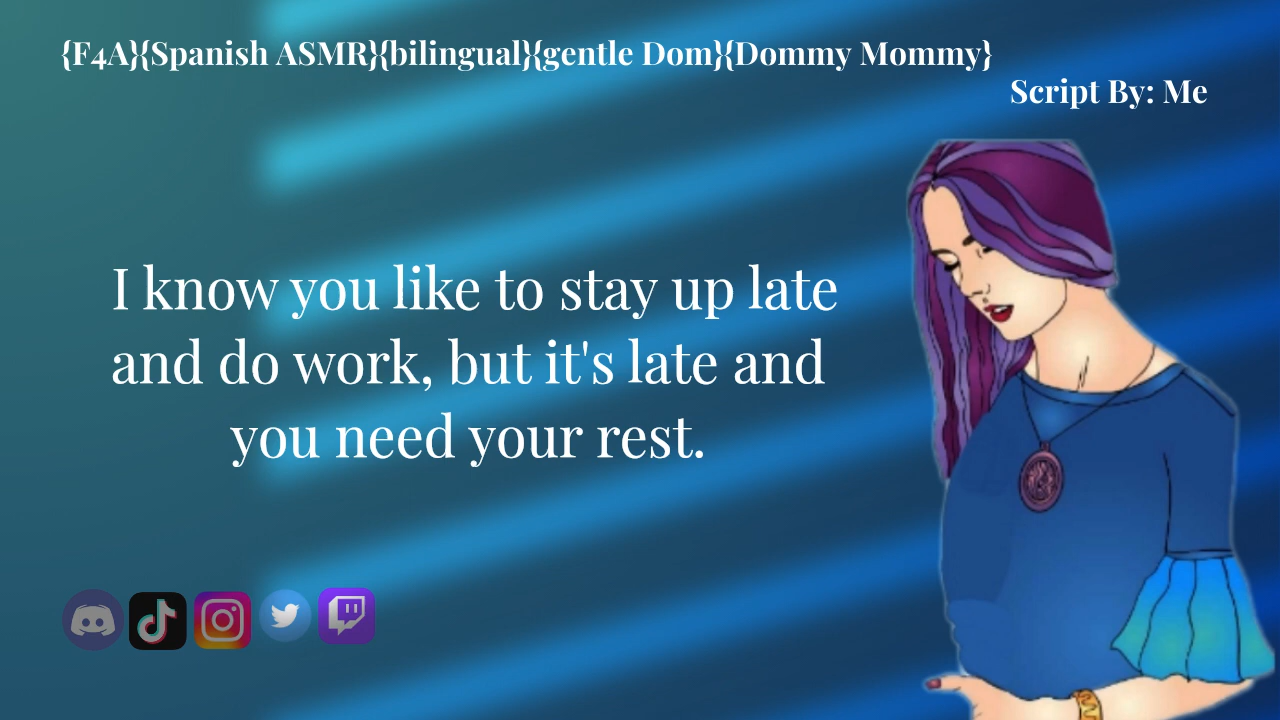 {F4A}{Spanish ASMR}{bilingual}{gentle Dom}{Dommy Mommy}
Script By: Me
I know you like to stay up late
and do work, but it's late and
you need your rest.